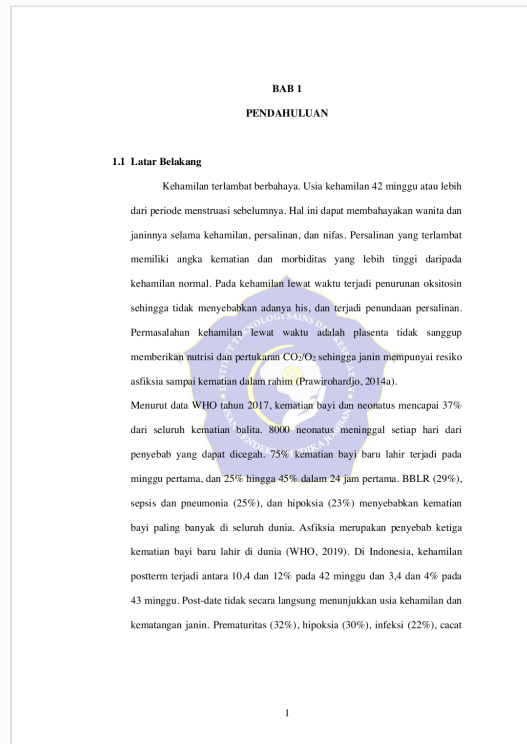 BAB 1
PENDAHULUAN
1.1 Latar Belakang
Kehamilan terlambat berbahaya. Usia kehamilan 42 minggu atau lebih
dari periode menstruasi sebelumnya. Hal ini dapat membahayakan wanita dan
janinnya selama kehamilan, persalinan, dan nifas. Persalinan yang terlambat
memiliki angka kematian dan morbiditas yang lebih tinggi daripada
kehamilan normal. Pada kehamilan lewat waktu terjadi penurunan oksitosin
sehingga tidak menyebabkan adanya his, dan terjadi penundaan persalinan.
Permasalahan kehamilan lewat waktu adalah plasenta tidak sanggup
memberikan nutrisi dan pertukaran CO₂/O₂ sehingga janin mempunyai resiko
asfiksia sampai kematian dalam rahim (Prawirohardjo, 2014a).
Menurut data WHO tahun 2017, kematian bayi dan neonatus mencapai 37%
dari seluruh kematian balita. 8000 neonatus meninggal setiap hari dari
penyebab yang dapat dicegah. 75% kematian bayi baru lahir terjadi pada
minggu pertama, dan 25% hingga 45% dalam 24 jam pertama. BBLR (29%),
sepsis dan pneumonia (25%), dan hipoksia (23%) menyebabkan kematian
bayi paling banyak di seluruh dunia. Asfiksia merupakan penyebab ketiga
kematian bayi baru lahir di dunia (WHO, 2019). Di Indonesia, kehamilan
postterm terjadi antara 10,4 dan 12% pada 42 minggu dan 3,4 dan 4% pada
43 minggu. Post-date tidak secara langsung menunjukkan usia kehamilan dan
kematangan janin. Prematuritas (32%), hipoksia (30%), infeksi (22%), cacat
1